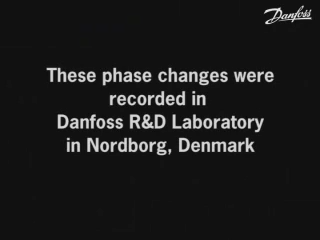 Danfoss
These phase changes were
recorded in
Danfoss R&D Laboratory
in Nordborg, Denmark